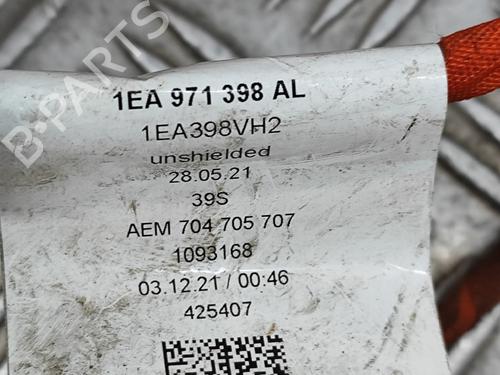 1EA 971 398 AL
1EA398VH2
unshielded
28.05.21
39S
AEM 704 705 707
1093168
03.12.21 / 00:46
425407
B-PARTS